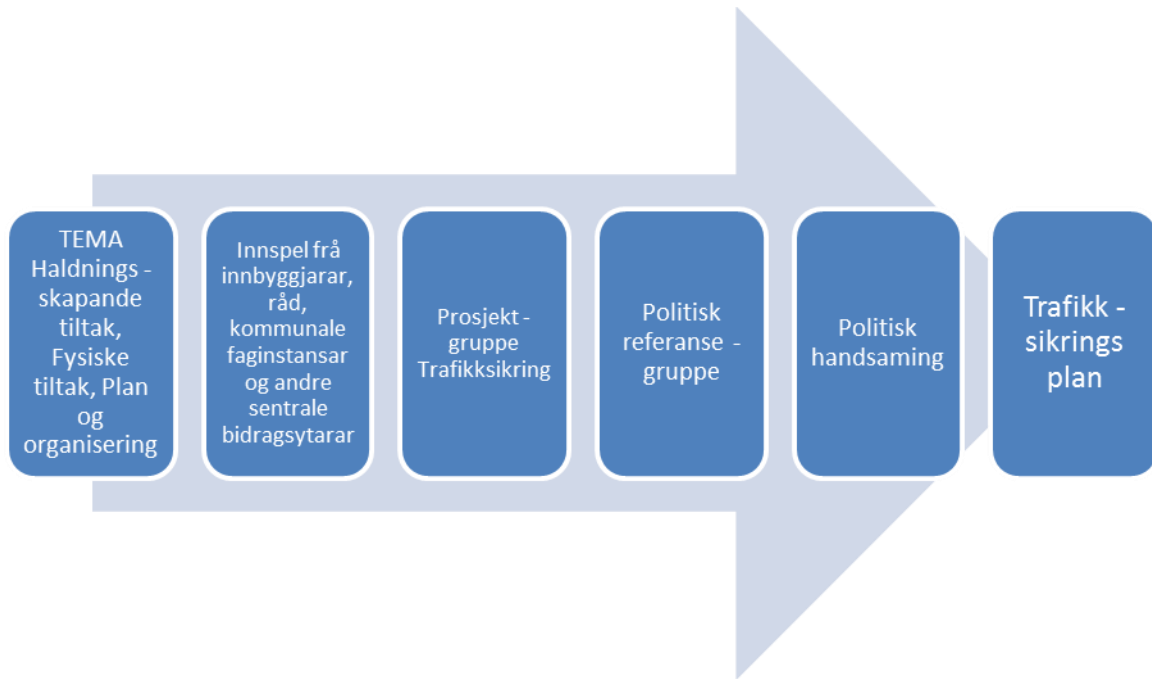 TEMA
Haldnings -
skapande
tiltak,
Fysiske
tiltak, Plan
og
organisering
Innspel frå
innbyggjarar,
råd,
kommunale
faginstansar
og andre
sentrale
bidragsytarar
Prosjekt -
gruppe
Trafikksikring
Politisk
referanse -
gruppe
Politisk
handsaming
Trafikk -
sikrings
plan